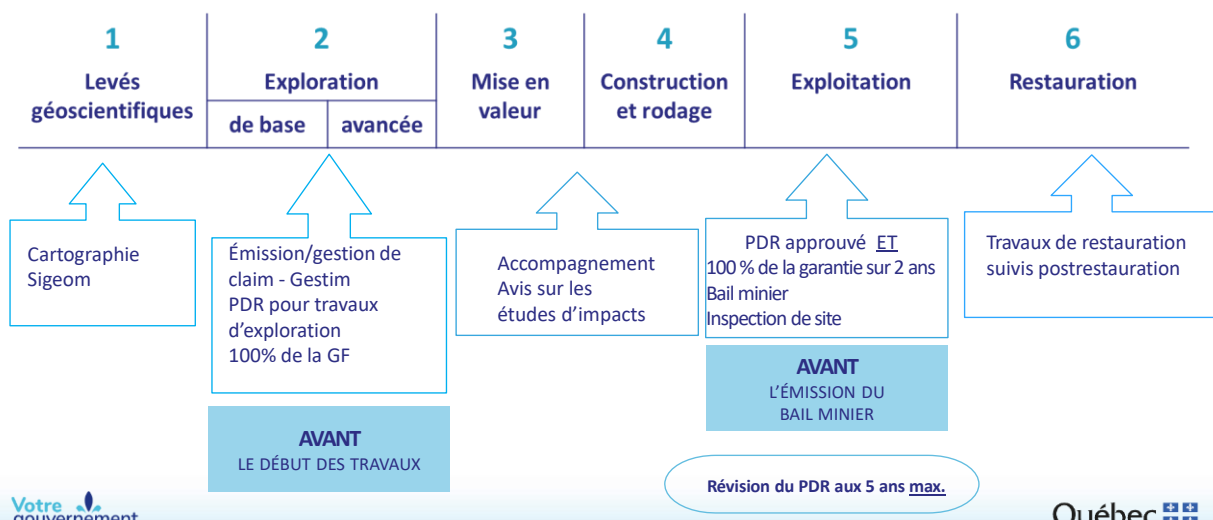 1
Levés
géoscientifiques
2
Exploration
de base
avancée
3
Mise en
valeur
4
Construction
et rodage
5
Exploitation
6
Restauration
Cartographie
Sigeom
Émission/gestion de
claim - Gestim
PDR pour travaux
d'exploration
100% de la GF
AVANT
LE DÉBUT DES TRAVAUX
Accompagnement
Avis sur les
études d'impacts
PDR approuvé ET
100 % de la garantie sur 2 ans
Bail minier
Inspection de site
AVANT
L'ÉMISSION DU
BAIL MINIER
Révision du PDR aux 5 ans max.
Travaux de restauration
suivis postrestauration
Votre
gouvernement
Québec